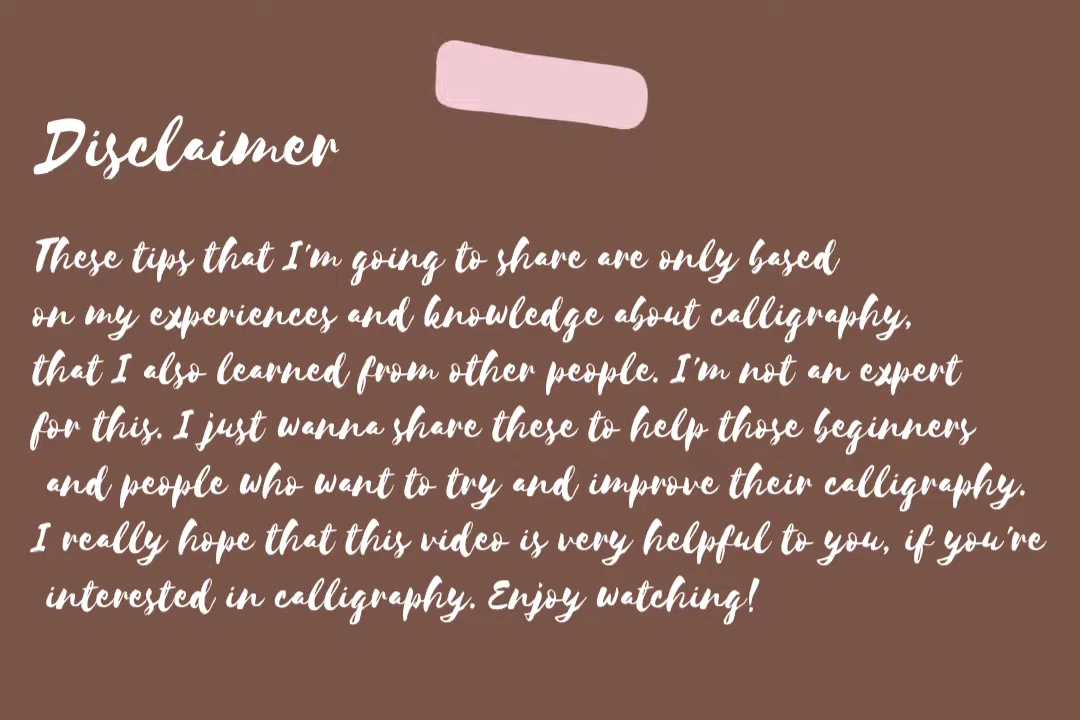 Disclaimer
These tips that I'm going to share are only based
on my experiences and knowledge about calligraphy,
that I also learned from other people. I'm not an expert
for this. I just wanna share these to help those beginners
and people who want to try and improve their calligraphy.
I really hope that this video is very helpful to you, if you're
interested in calligraphy. Enjoy watching!